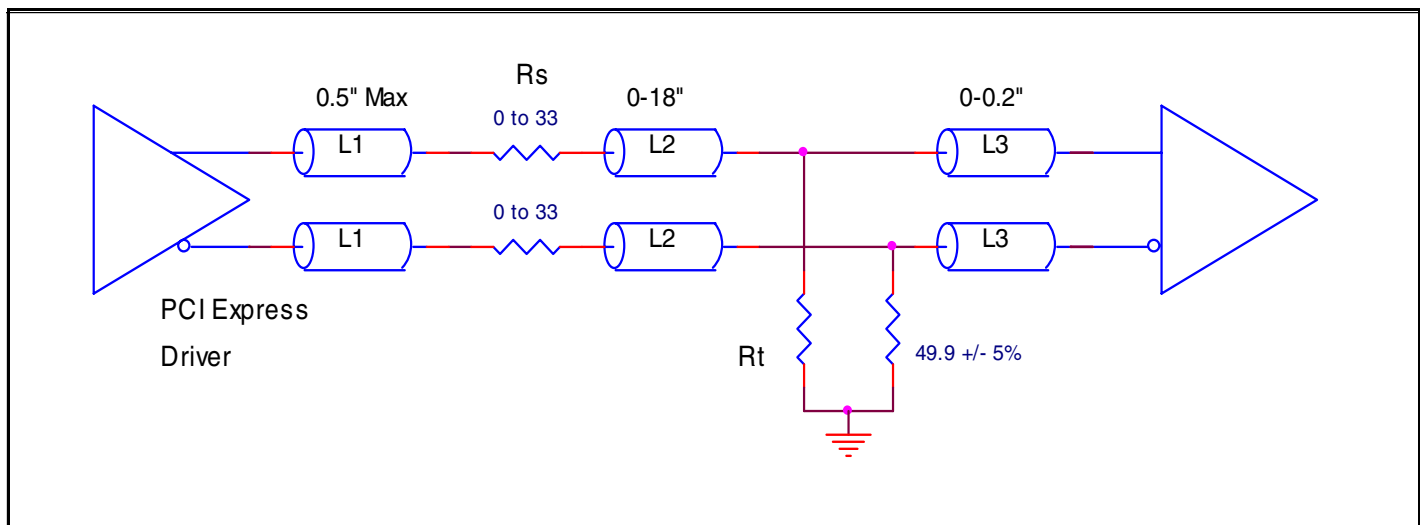 Rs
0.5" Max
0-18"
0-0.2"
0 to 33
L1
L2
L3
0 to 33
L1
L2
L3
PCI Express
Driver
Rt
49.9 +/- 5%